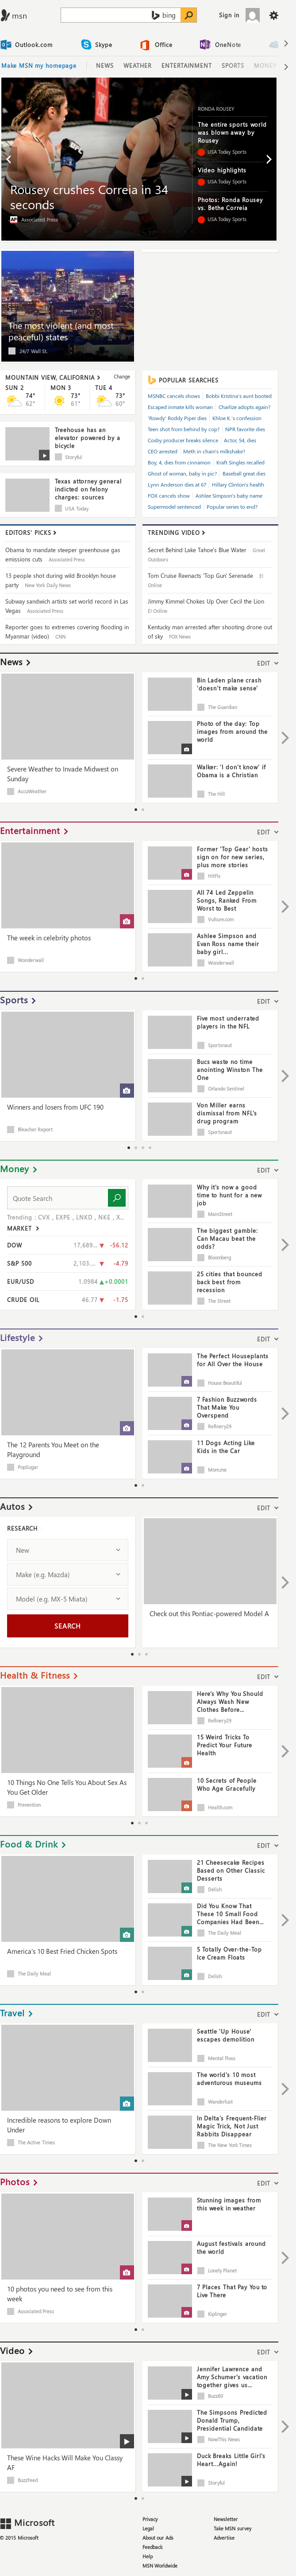 msn
bing
Sign in
Outlook.com
Skype
Office
OneNote
Make MSN my homepage
NEWS
WEATHER
ENTERTAINMENT
SPORTS
MONEY
Rousey crushes Correia in 34
seconds
Associated Press
RONDA ROUSEY
The entire sports world
was blown away by
Rousey
USA Today Sports
Video highlights
USA Today Sports
Photos: Ronda Rousey
vs. Bethe Correia
USA Today Sports
The most violent (and most
peaceful) states
24/7 Wall St.
MOUNTAIN VIEW, CALIFORNIA
Change
SUN 2
MON 3
TUE 4
74°
62°
73°
61°
73°
60°
Treehouse has an
elevator powered by a
bicycle
Storyful
Texas attorney general
indicted on felony
charges: sources
USA Today
POPULAR SEARCHES
MSNBC cancels shows
Bobbi Kristina's aunt booted
Escaped inmate kills woman
Charlize adopts again?
'Rowdy' Roddy Piper dies
Khloe K.'s confession
Teen shot from behind by cop?
NPR favorite dies
Cosby producer breaks silence
Actor, 54, dies
CEO arrested
Meth in chain's milkshake?
Boy, 4, dies from cinnamon
Kraft Singles recalled
Ghost of woman, baby in pic?
Baseball great dies
Lynn Anderson dies at 67
Hillary Clinton's health
FOX cancels show
Ashlee Simpson's baby name
Supermodel sentenced
Popular series to end?
EDITORS' PICKS
Obama to mandate steeper greenhouse gas
emissions cuts Associated Press
13 people shot during wild Brooklyn house
party New York Daily News
Subway sandwich artists set world record in Las
Vegas Associated Press
Reporter goes to extremes covering flooding in
Myanmar (video) CNN
TRENDING VIDEO
Secret Behind Lake Tahoe's Blue Water Great
Outdoors
Tom Cruise Reenacts 'Top Gun' Serenade E!
Online
Jimmy Kimmel Chokes Up Over Cecil the Lion
E! Online
Kentucky man arrested after shooting drone out
of sky FOX News
News
EDIT
Severe Weather to Invade Midwest on
Sunday
AccuWeather
Bin Laden plane crash
'doesn't make sense'
The Guardian
Photo of the day: Top
images from around the
world
Walker: 'I don't know' if
Obama is a Christian
The Hill
Entertainment
EDIT
The week in celebrity photos
Wonderwall
Former 'Top Gear' hosts
sign on for new series,
plus more stories
HitFix
All 74 Led Zeppelin
Songs, Ranked From
Worst to Best
Vulture.com
Ashlee Simpson and
Evan Ross name their
baby girl...
Wonderwall
Sports
EDIT
Winners and losers from UFC 190
Bleacher Report
Five most underrated
players in the NFL
Sportsnaut
Bucs waste no time
anointing Winston The
One
Orlando Sentinel
Von Miller earns
dismissal from NFL's
drug program
Sportsnaut
Money
EDIT
Quote Search
Trending : CVX , EXPE , LNKD , NKE , X...
MARKET
DOW 17,689... ▼ -56.12
S&P 500 2,103.... ▼ -4.79
EUR/USD 1.0984 ▲ +0.0001
CRUDE OIL 46.77 ▼ -1.75
Why it's now a good
time to hunt for a new
job
MainStreet
The biggest gamble:
Can Macau beat the
odds?
Bloomberg
25 cities that bounced
back best from
recession
The Street
Lifestyle
EDIT
The 12 Parents You Meet on the
Playground
PopSugar
The Perfect Houseplants
for All Over the House
House Beautiful
7 Fashion Buzzwords
That Make You
Overspend
Refinery29
11 Dogs Acting Like
Kids in the Car
Mom.me
Autos
EDIT
RESEARCH
New
Make (e.g. Mazda)
Model (e.g. MX-5 Miata)
SEARCH
Check out this Pontiac-powered Model A
Health & Fitness
EDIT
10 Things No One Tells You About Sex As
You Get Older
Prevention
Here's Why You Should
Always Wash New
Clothes Before...
Refinery29
15 Weird Tricks To
Predict Your Future
Health
10 Secrets of People
Who Age Gracefully
Health.com
Food & Drink
EDIT
America's 10 Best Fried Chicken Spots
The Daily Meal
21 Cheesecake Recipes
Based on Other Classic
Desserts
Delish
Did You Know That
These 10 Small Food
Companies Had Been...
The Daily Meal
5 Totally Over-the-Top
Ice Cream Floats
Delish
Travel
EDIT
Incredible reasons to explore Down
Under
The Active Times
Seattle 'Up House'
escapes demolition
Mental Floss
The world's 10 most
adventurous museums
Wanderlust
In Delta's Frequent-Flier
Magic Trick, Not Just
Rabbits Disappear
The New York Times
Photos
EDIT
10 photos you need to see from this
week
Associated Press
Stunning images from
this week in weather
August festivals around
the world
Lonely Planet
7 Places That Pay You to
Live There
Kiplinger
Video
EDIT
These Wine Hacks Will Make You Classy
AF
BuzzFeed
Jennifer Lawrence and
Amy Schumer's vacation
together gives us...
Buzz60
The Simpsons Predicted
Donald Trump,
Presidential Candidate
NowThis News
Duck Breaks Little Girl's
Heart...Again!
Storyful
Microsoft
© 2015 Microsoft
Privacy
Legal
About our Ads
Feedback
Help
MSN Worldwide
Newsletter
Take MSN survey
Advertise